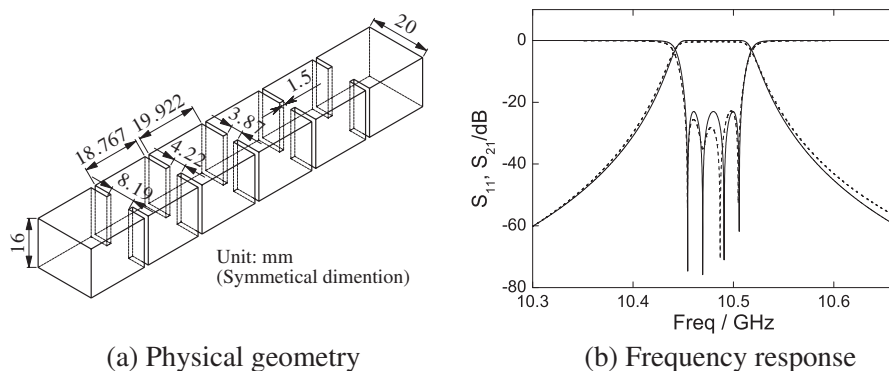 20
1.5
3.87
19.922
18.767
4.22
8.19
16
Unit: mm
(Symmetical dimention)
(a) Physical geometry
S11, S21/dB
0
-20
-40
-60
-80
10.3 10.4 10.5 10.6
Freq / GHz
(b) Frequency response